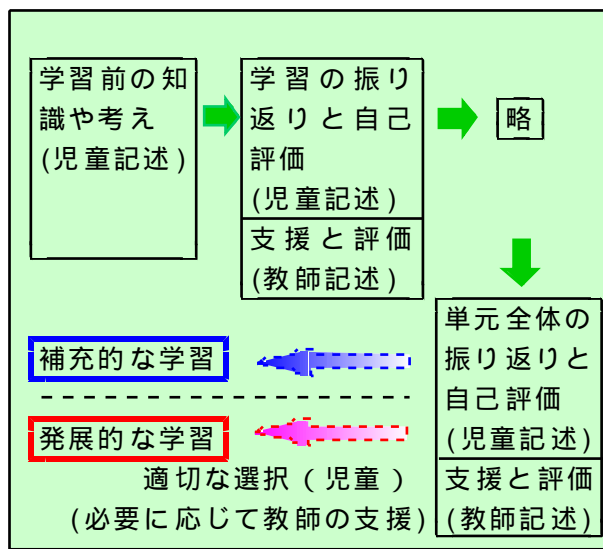 学習前の知
識や考え
(児童記述)
学習の振り
返りと自己
評価
(児童記述)
支援と評価
(教師記述)
略
単元全体の
振り返りと
自己評価
(児童記述)
支援と評価
(教師記述)
補充的な学習
発展的な学習
適切な選択(児童)
(必要に応じて教師の支援)